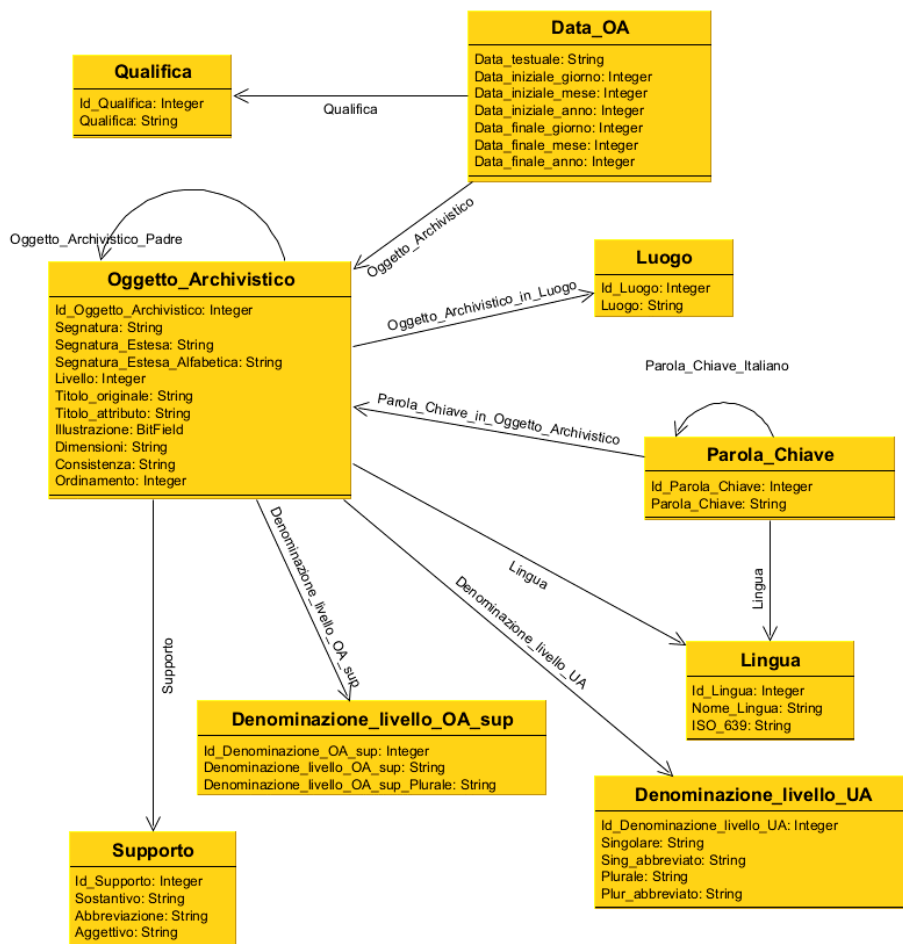 Data_OA
Data_testuale: String
Data_iniziale_giorno: Integer
Data_iniziale_mese: Integer
Data_iniziale_anno: Integer
Data_finale_giorno: Integer
Data_finale_mese: Integer
Data_finale_anno: Integer
Qualifica
Id_Qualifica: Integer
Qualifica: String
Qualifica
Oggetto_Archivistico
Oggetto_Archivistico_Padre
Oggetto_Archivistico
Id_Oggetto_Archivistico: Integer
Segnatura: String
Segnatura_Estesa: String
Segnatura_Estesa_Alfabetica: String
Livello: Integer
Titolo_originale: String
Titolo_attributo: String
Illustrazione: BitField
Dimensioni: String
Consistenza: String
Ordinamento: Integer
Oggetto_Archivistico_in_Luogo
Luogo
Id_Luogo: Integer
Luogo: String
Parola_Chiave_Italiano
Parola_Chiave_in_Oggetto_Archivistico
Parola_Chiave
Id_Parola_Chiave: Integer
Parola_Chiave: String
Lingua
Lingua
Lingua
Id_Lingua: Integer
Nome_Lingua: String
ISO_639: String
Denominazione_livello_OA_sup
Denominazione_livello_UA
Supporto
Denominazione_livello_OA_sup
Id_Denominazione_OA_sup: Integer
Denominazione_livello_OA_sup: String
Denominazione_livello_OA_sup_Plurale: String
Denominazione_livello_UA
Id_Denominazione_livello_UA: Integer
Singolare: String
Sing_abbreviato: String
Plurale: String
Plur_abbreviato: String
Supporto
Id_Supporto: Integer
Sostantivo: String
Abbreviazione: String
Aggettivo: String